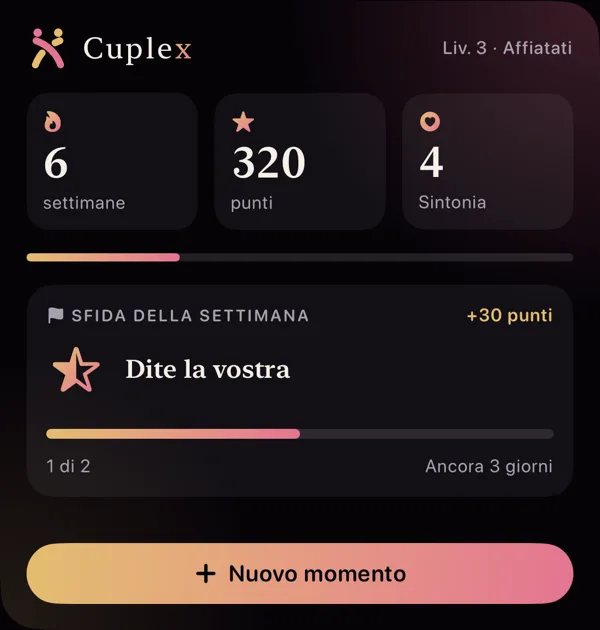 Cuplex
Liv. 3 · Affiatati
6
settimane
320
punti
4
Sintonia
SFIDA DELLA SETTIMANA
+30 punti
Dite la vostra
1 di 2
Ancora 3 giorni
+ Nuovo momento